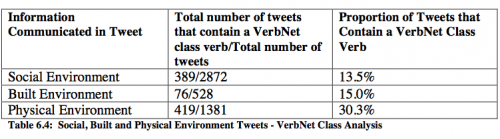 Information Communicated in Tweet | Total number of tweets that contain a VerbNet class verb/Total number of tweets | Proportion of Tweets that Contain a VerbNet Class Verb
Social Environment | 389/2872 | 13.5%
Built Environment | 76/528 | 15.0%
Physical Environment | 419/1381 | 30.3%
Table 6.4: Social, Built and Physical Environment Tweets - VerbNet Class Analysis